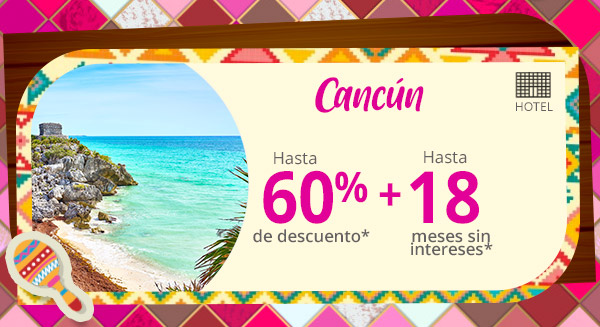 Cancún
HOTEL
Hasta
60%
de descuento*
+
Hasta
18
meses sin
intereses*